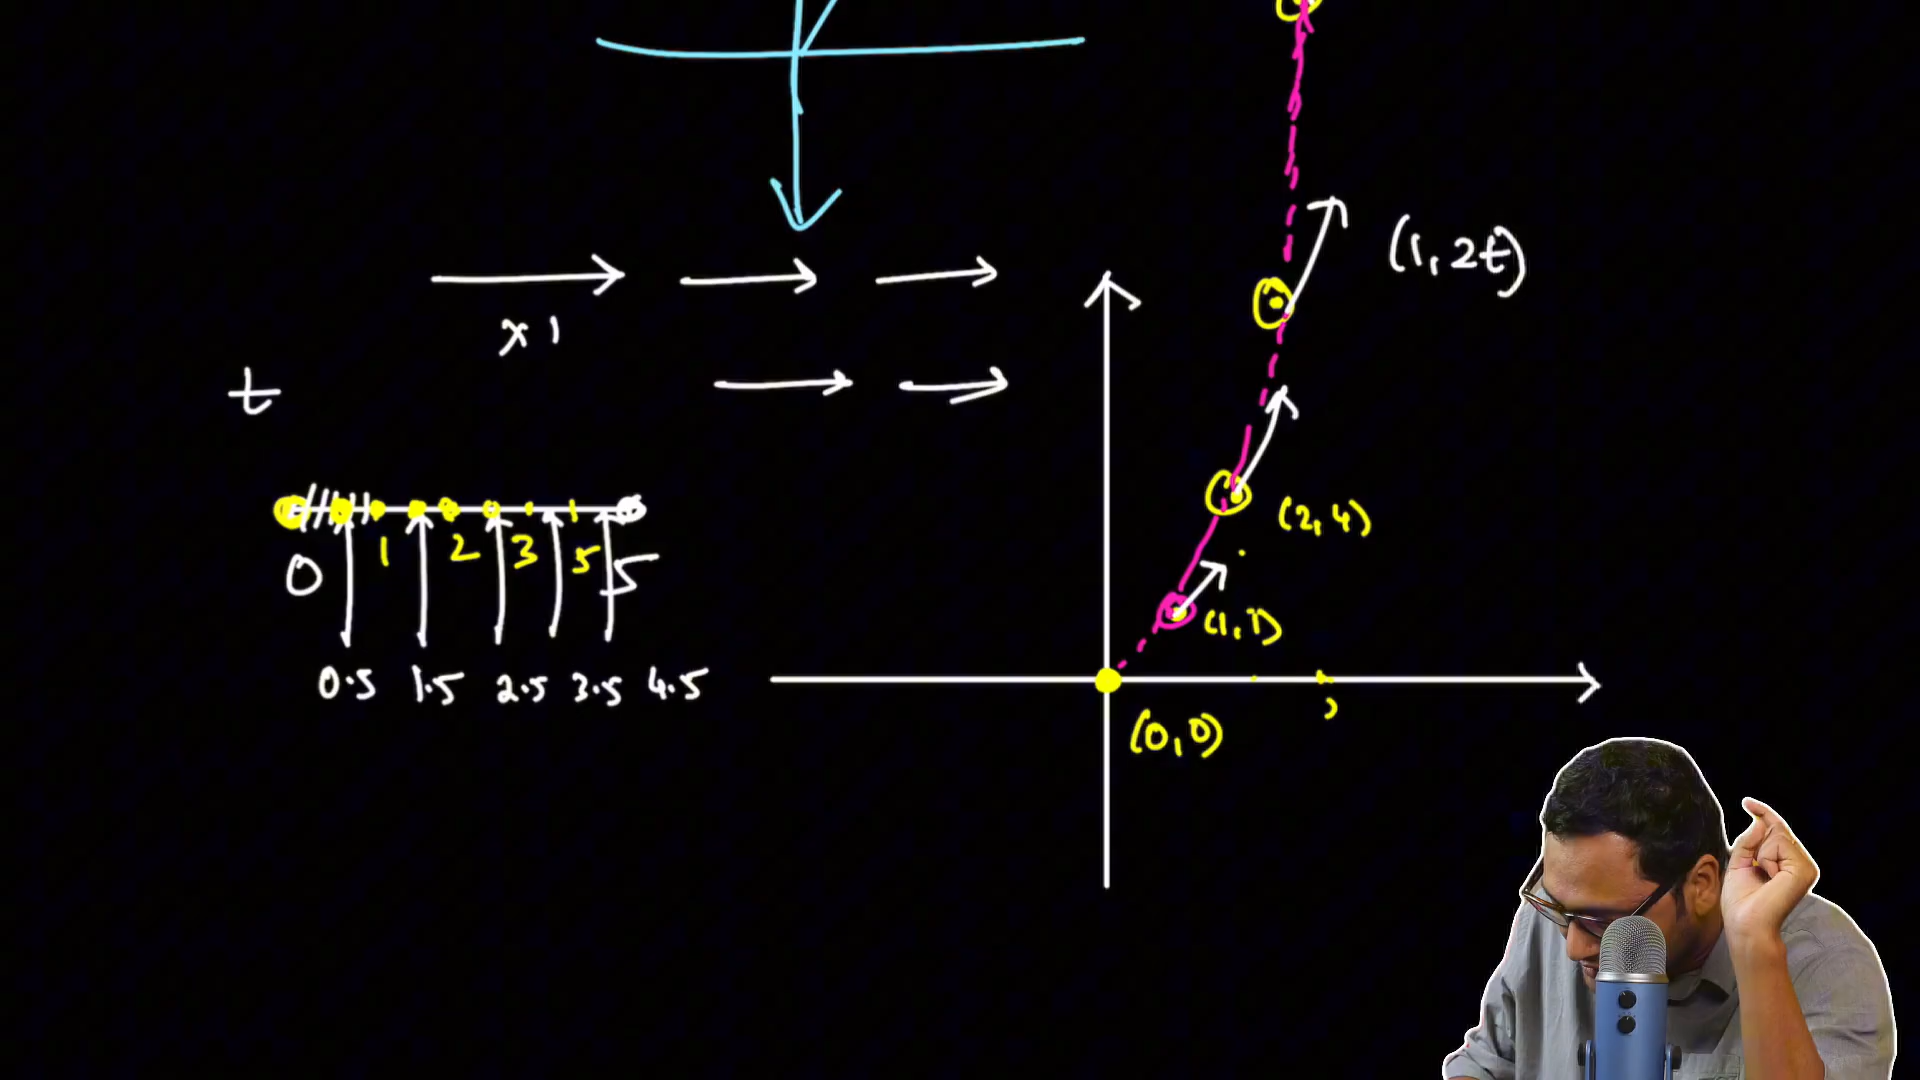 x 1
(1, 2t)
t
(2, 4)
0 1 2 3 5 5
(1, 1)
0.5 1.5 2.5 3.5 4.5
(0, 0)